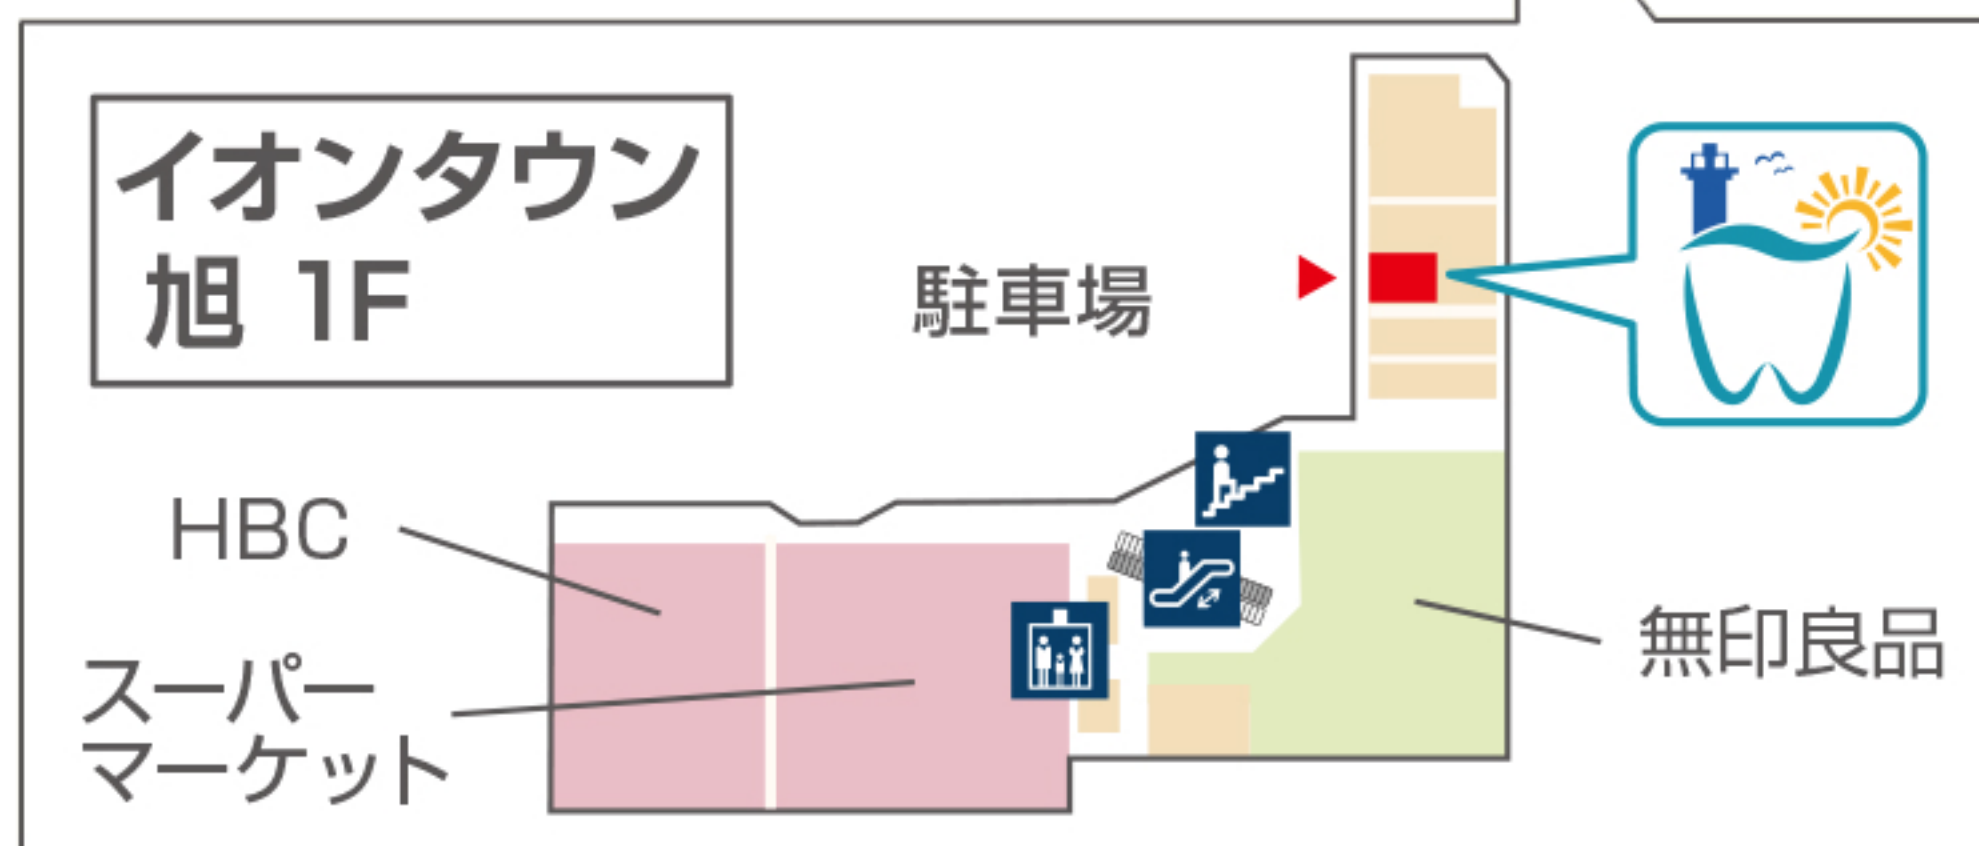 イオンタウン
旭 1F
駐車場
HBC
スーパー
マーケット
無印良品